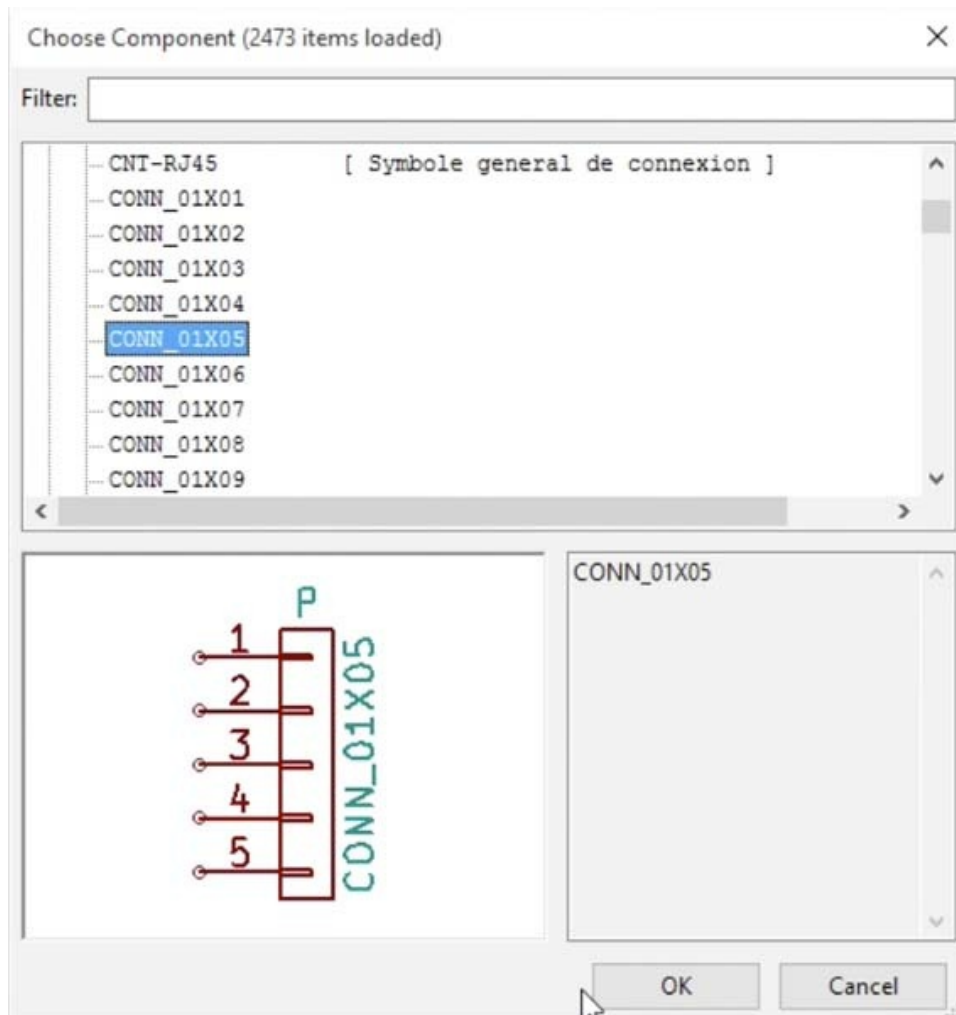 Choose Component (2473 items loaded)
Filter:
CNT-RJ45 [ Symbole general de connexion ]
CONN_01X01
CONN_01X02
CONN_01X03
CONN_01X04
CONN_01X05
CONN_01X06
CONN_01X07
CONN_01X08
CONN_01X09
P
1
2
3
4
5
CONN_01X05
CONN_01X05
OK Cancel